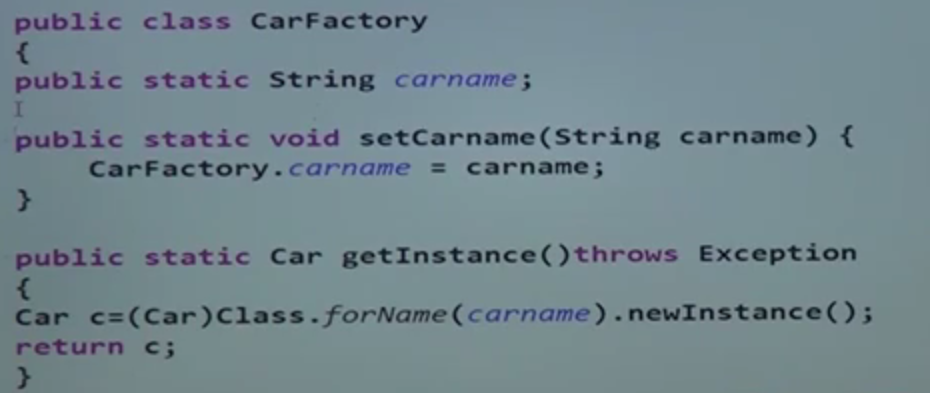 public class CarFactory
{
public static String carname;
public static void setCarname(String carname) {
    CarFactory.carname = carname;
}
public static Car getInstance()throws Exception
{
Car c=(Car)Class.forName(carname).newInstance();
return c;
}